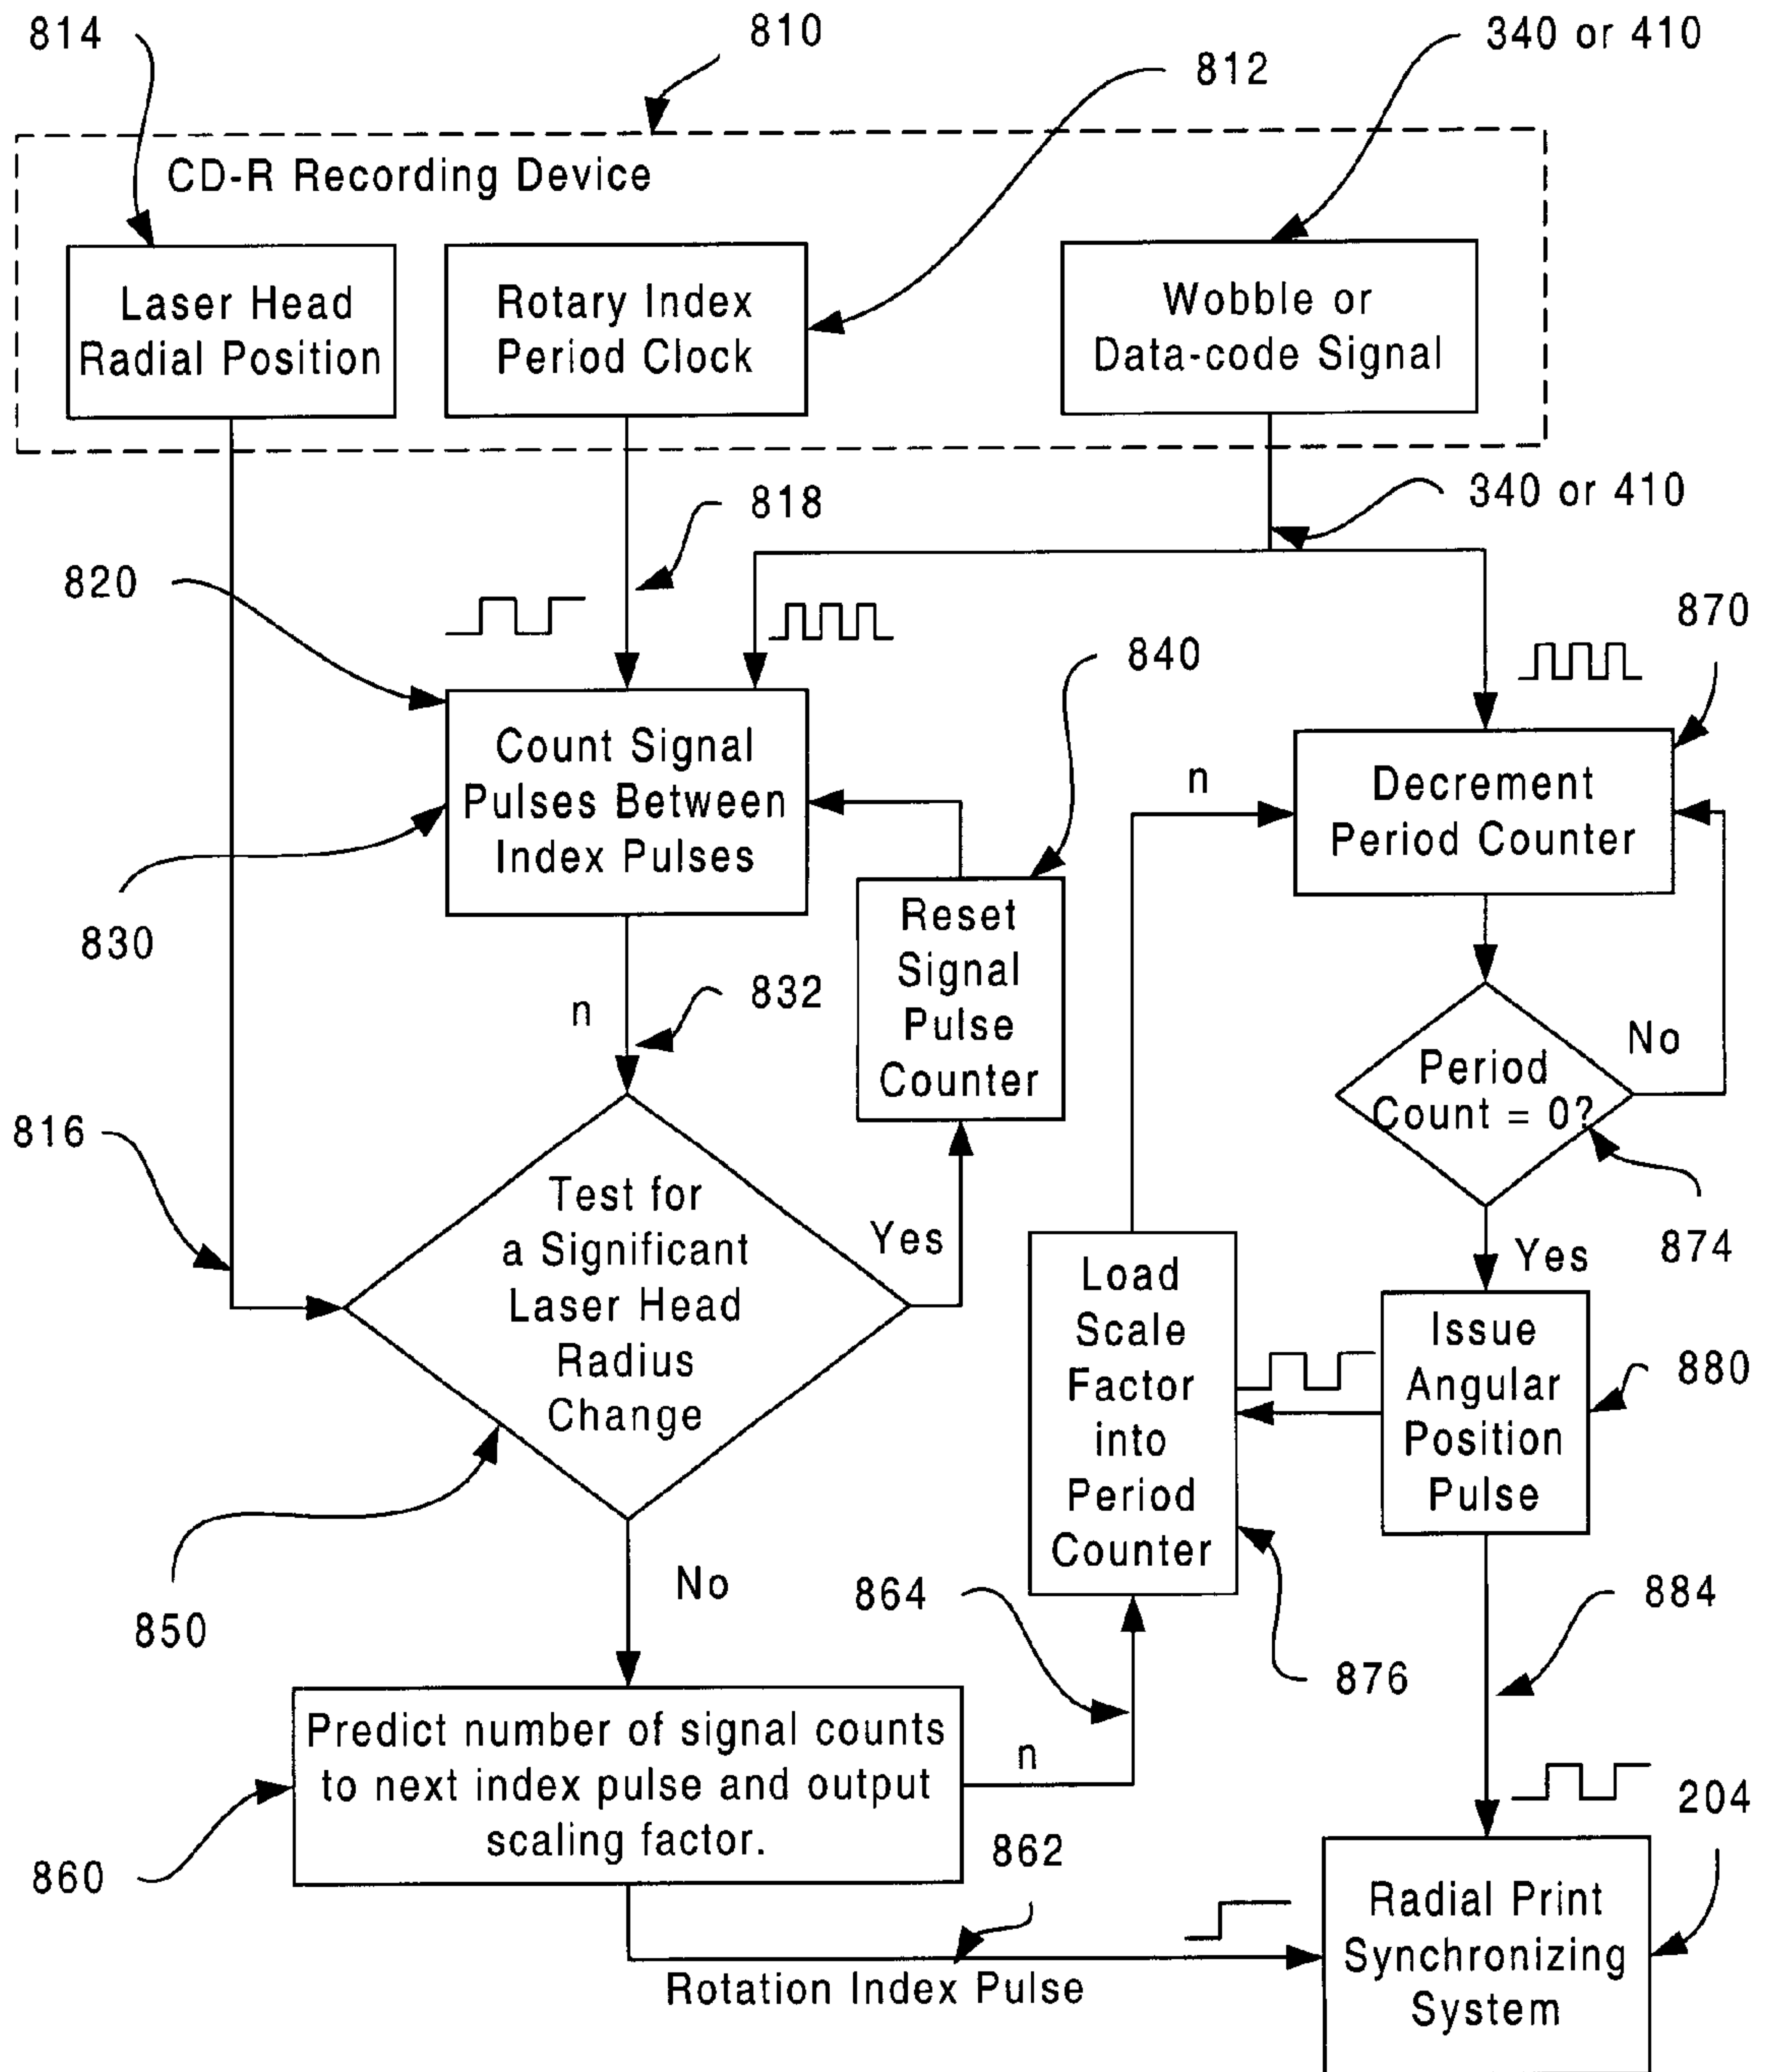 814
810
340 or 410
812
CD-R Recording Device
Laser Head
Radial Position
Rotary Index
Period Clock
Wobble or
Data-code Signal
818
340 or 410
820
870
840
Count Signal
Pulses Between
Index Pulses
n
Decrement
Period Counter
830
Reset
Signal
Pulse
Counter
n
832
No
Period
Count = 0?
816
Test for
a Significant
Laser Head
Radius
Change
Yes
874
Yes
Load
Scale
Factor
into
Period
Counter
Issue
Angular
Position
Pulse
880
850
No
864
884
876
Predict number of signal counts
to next index pulse and output
scaling factor.
n
204
860
862
Rotation Index Pulse
Radial Print
Synchronizing
System